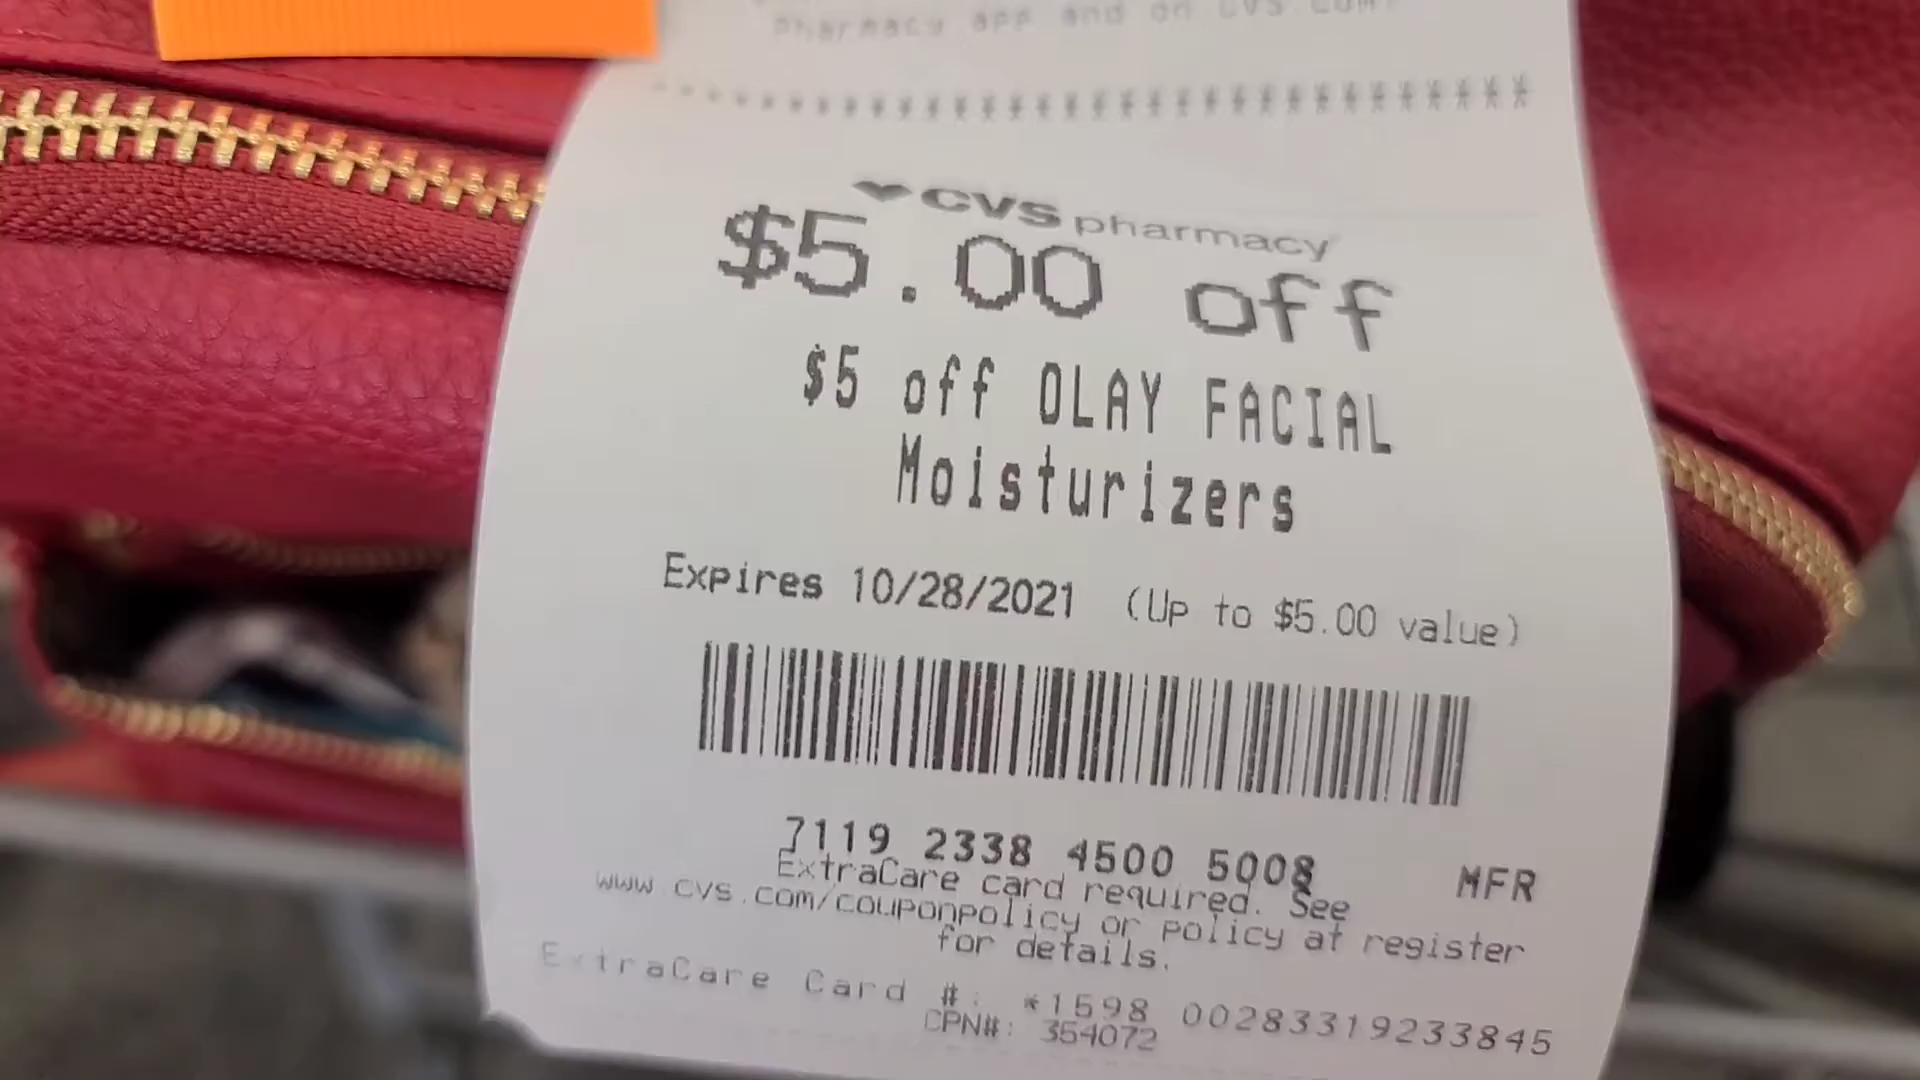 Pharmacy app and on CVS.com.
*******************************
CVS pharmacy
$5.00 off
$5 off OLAY FACIAL
Moisturizers
Expires 10/28/2021 (Up to $5.00 value)
7119 2338 4500 5008 MFR
ExtraCare card required. See
www.cvs.com/couponpolicy or policy at register
for details.
ExtraCare Card #: *1598 00283319233845
CPN#: 354072